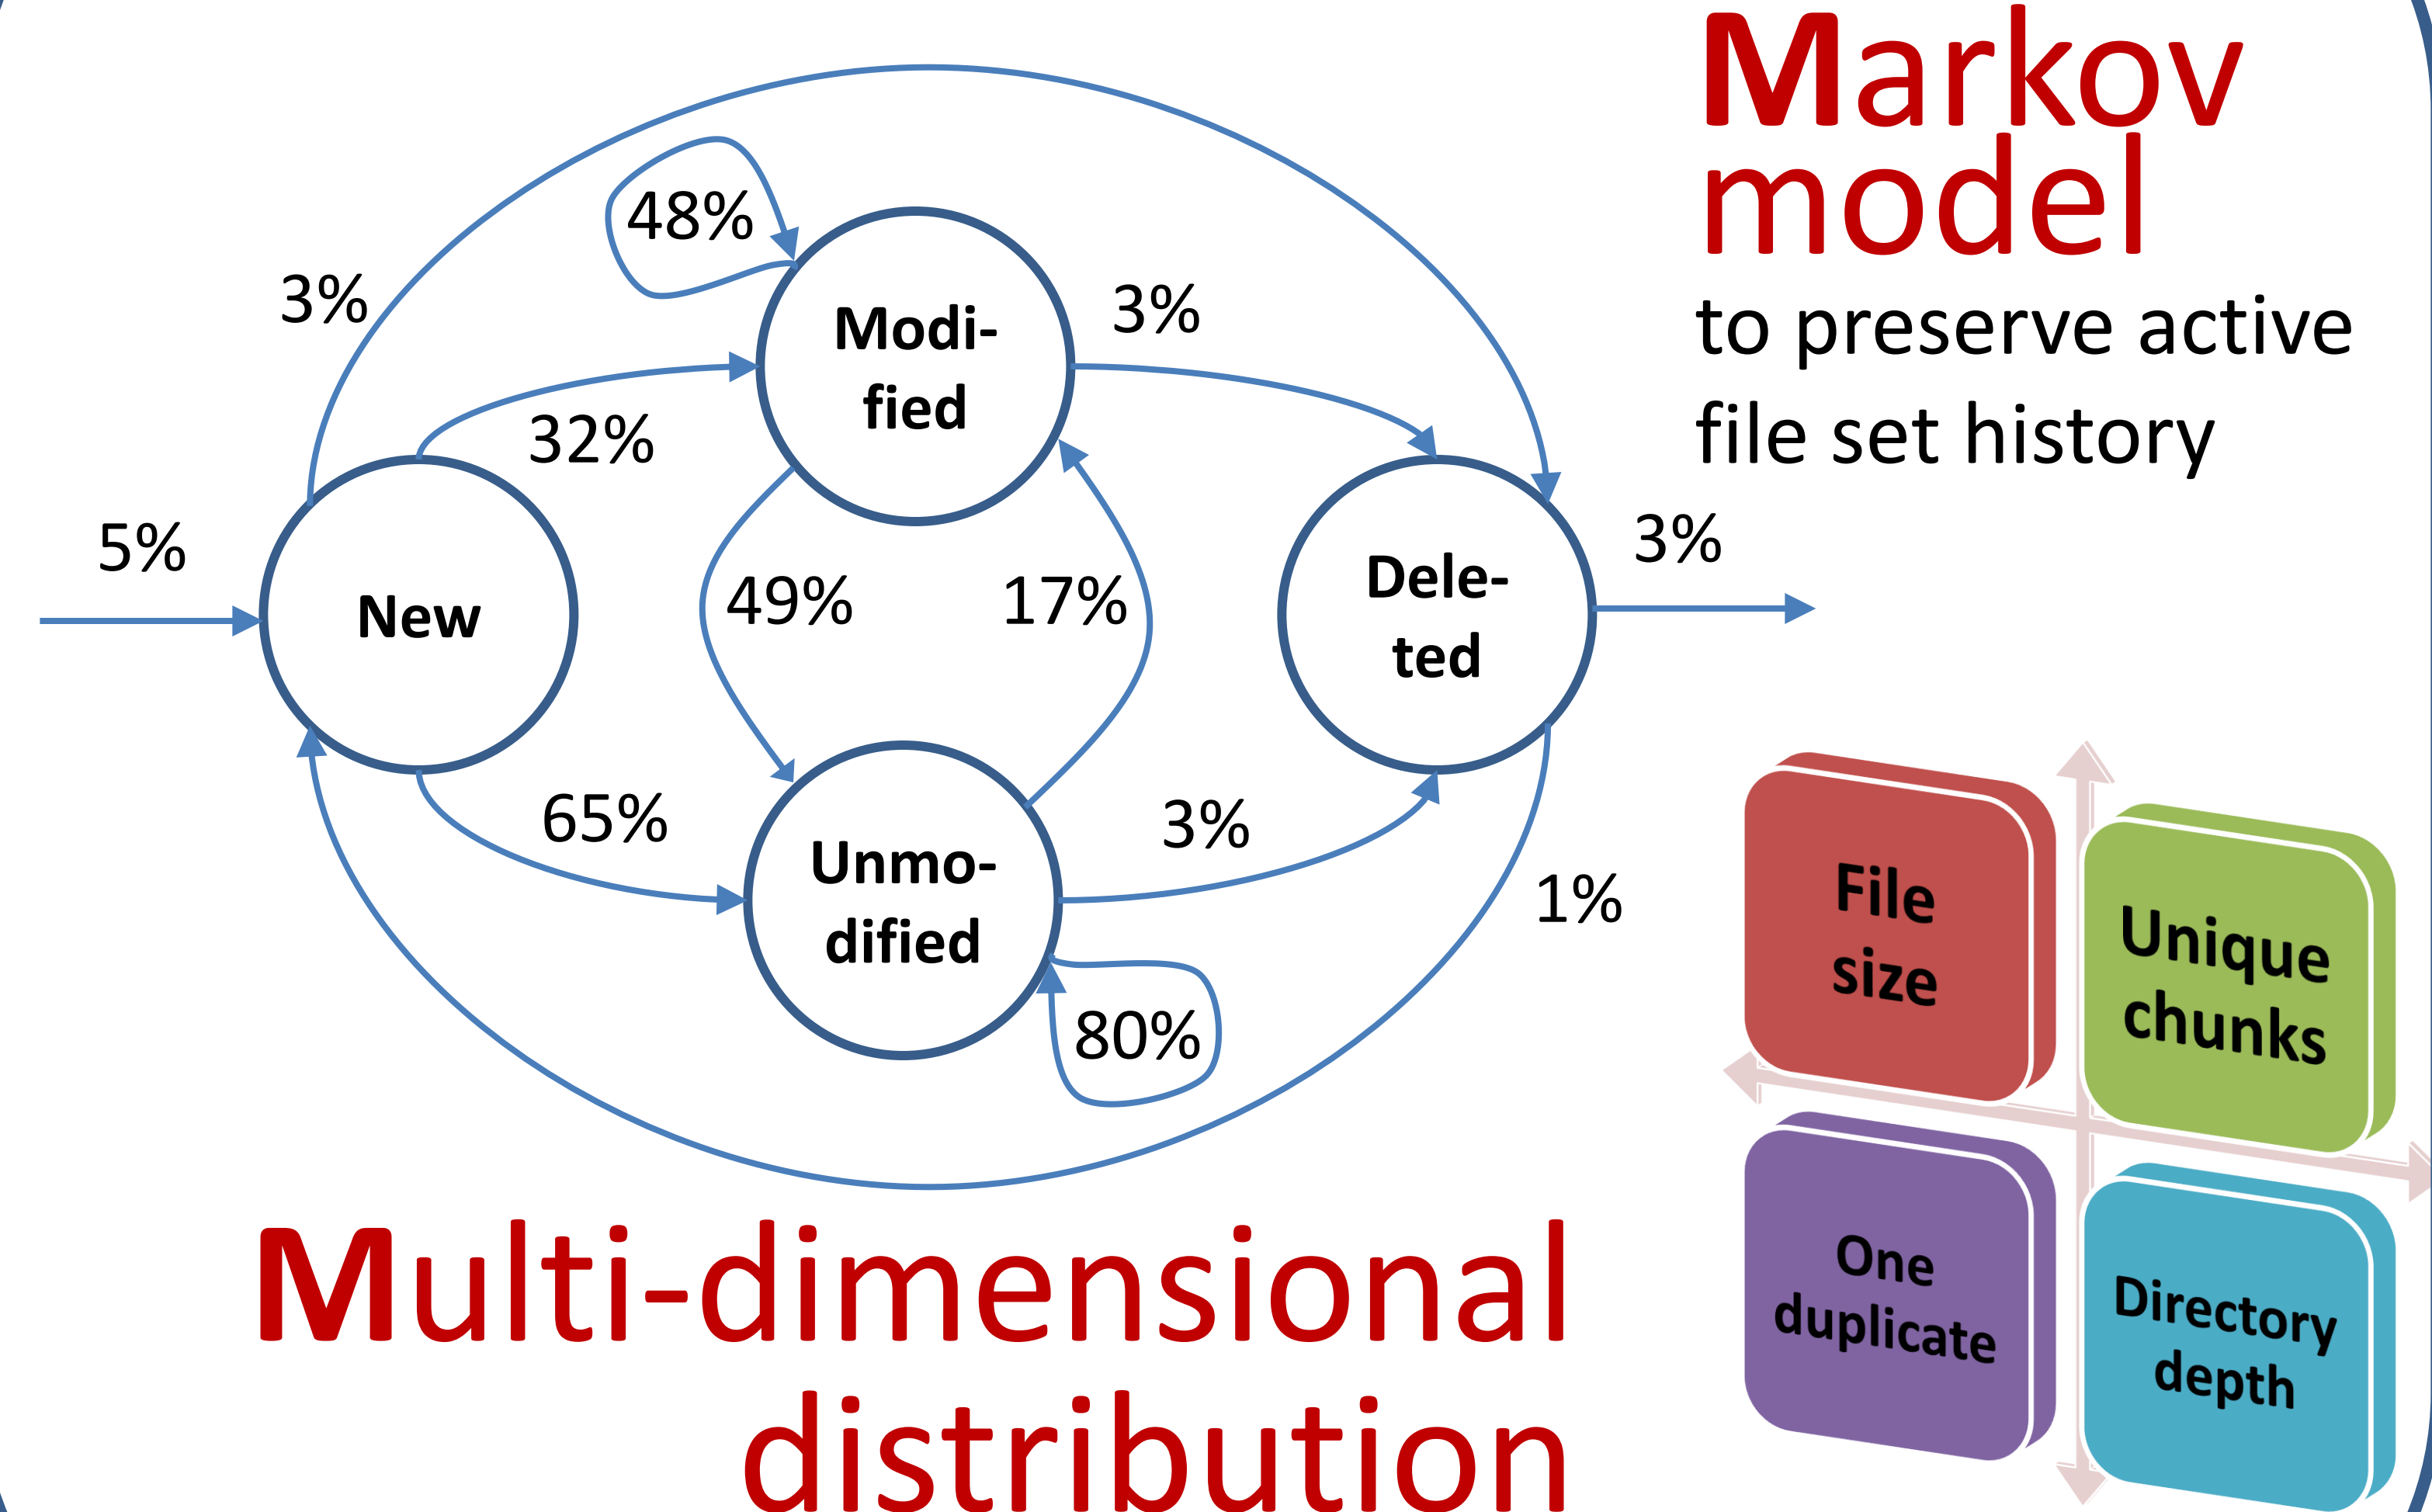 Markov
model
to preserve active
file set history
48%
3%
3%
Modi-
fied
32%
5%
3%
New
49%
17%
Dele-
ted
65%
3%
Unmo-
dified
1%
80%
File
size
Unique
chunks
One
duplicate
Directory
depth
Multi-dimensional
distribution